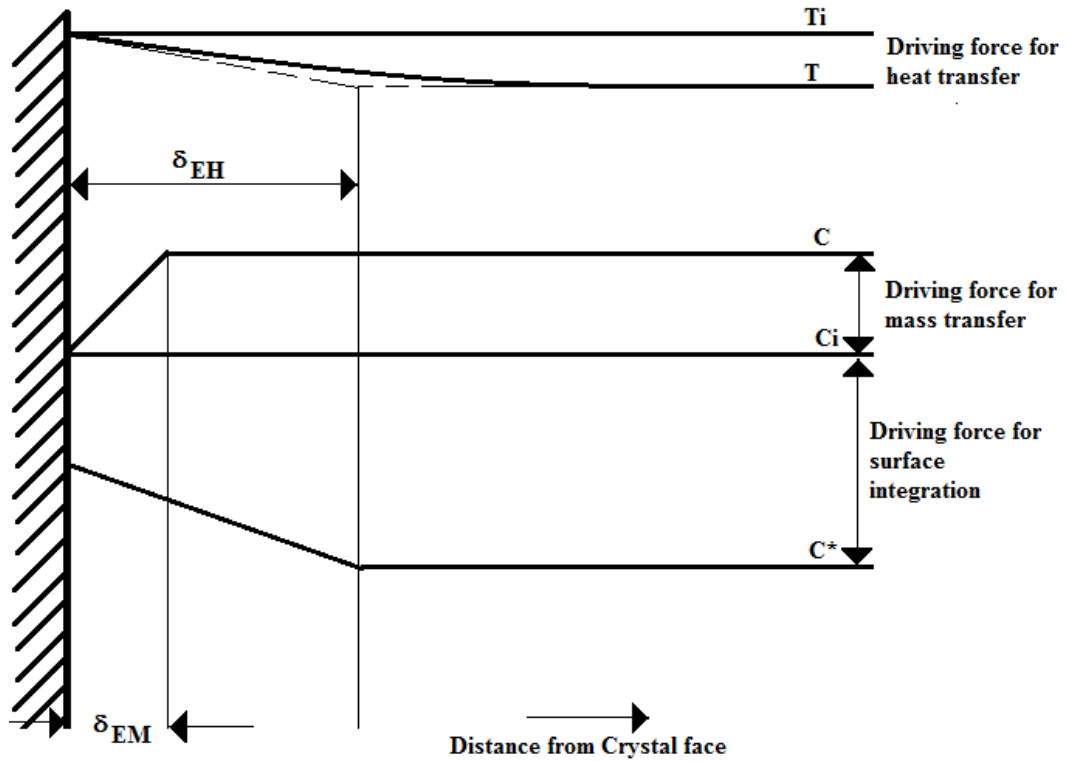 Ti
Driving force for
heat transfer
T
δEH
C
Driving force for
mass transfer
Ci
Driving force for
surface
integration
C*
δEM
Distance from Crystal face